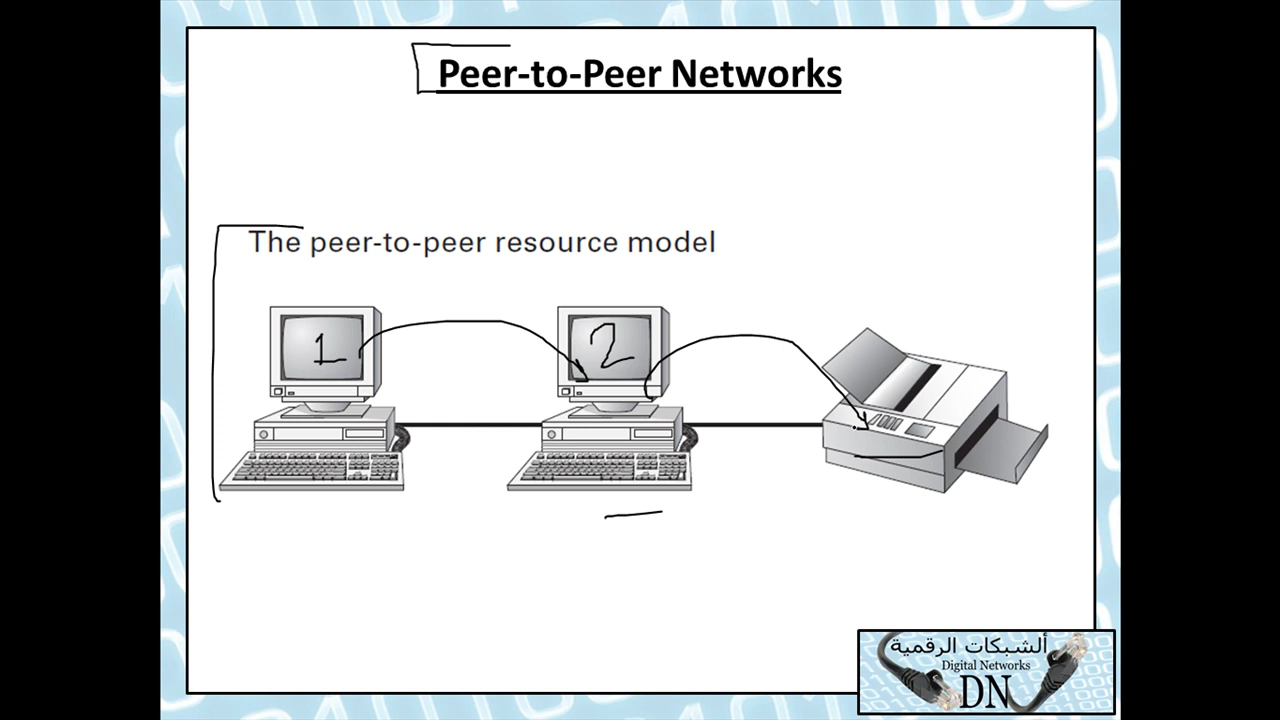 Peer-to-Peer Networks
The peer-to-peer resource model
1
2
ألشبكات الرقمية
Digital Networks
DN